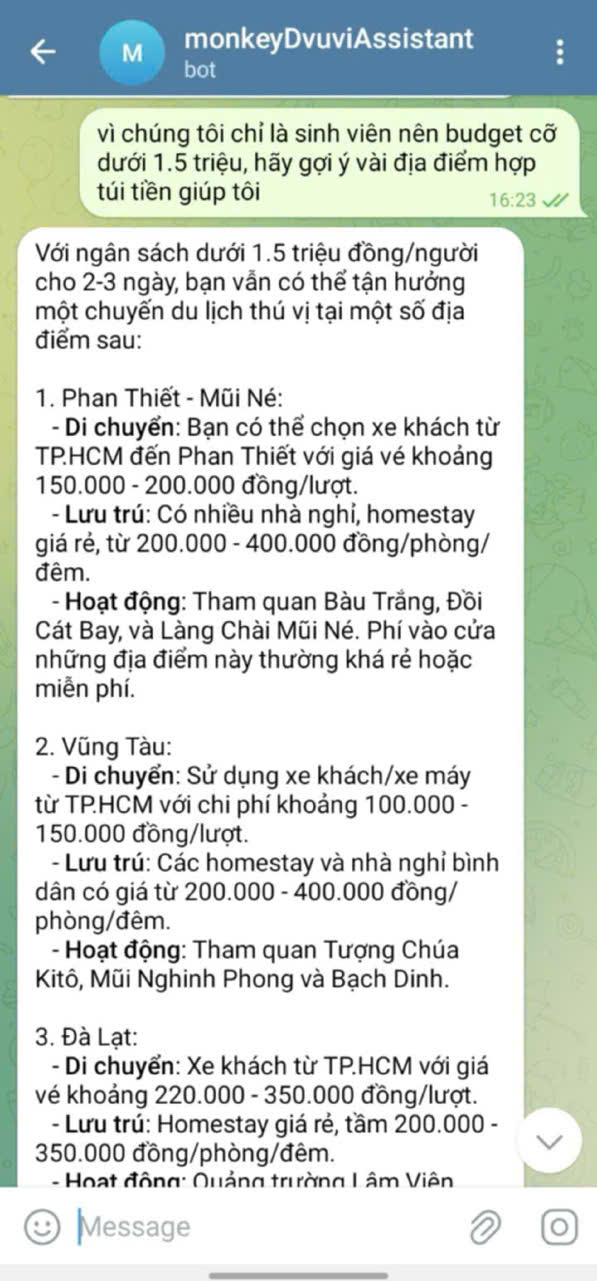 monkeyDvuviAssistant
M
bot
vì chúng tôi chỉ là sinh viên nên budget cỡ
dưới 1.5 triệu, hãy gợi ý vài địa điểm hợp
túi tiền giúp tôi
16:23
Với ngân sách dưới 1.5 triệu đồng/người
cho 2-3 ngày, bạn vẫn có thể tận hưởng
một chuyến du lịch thú vị tại một số địa
điểm sau:
1. Phan Thiết - Mũi Né:
- Di chuyển: Bạn có thể chọn xe khách từ
TP.HCM đến Phan Thiết với giá vé khoảng
150.000 - 200.000 đồng/lượt.
- Lưu trú: Có nhiều nhà nghỉ, homestay
giá rẻ, từ 200.000 - 400.000 đồng/phòng/
đêm.
- Hoạt động: Tham quan Bàu Trắng, Đồi
Cát Bay, và Làng Chài Mũi Né. Phí vào cửa
những địa điểm này thường khá rẻ hoặc
miễn phí.
2. Vũng Tàu:
- Di chuyển: Sử dụng xe khách/xe máy
từ TP.HCM với chi phí khoảng 100.000 -
150.000 đồng/lượt.
- Lưu trú: Các homestay và nhà nghỉ bình
dân có giá từ 200.000 - 400.000 đồng/
phòng/đêm.
- Hoạt động: Tham quan Tượng Chúa
Kitô, Mũi Nghinh Phong và Bạch Dinh.
3. Đà Lạt:
- Di chuyển: Xe khách từ TP.HCM với giá
vé khoảng 220.000 - 350.000 đồng/lượt.
- Lưu trú: Homestay giá rẻ, tầm 200.000 -
350.000 đồng/phòng/đêm.
- Hoạt động: Quảng trường Lâm Viên
Message